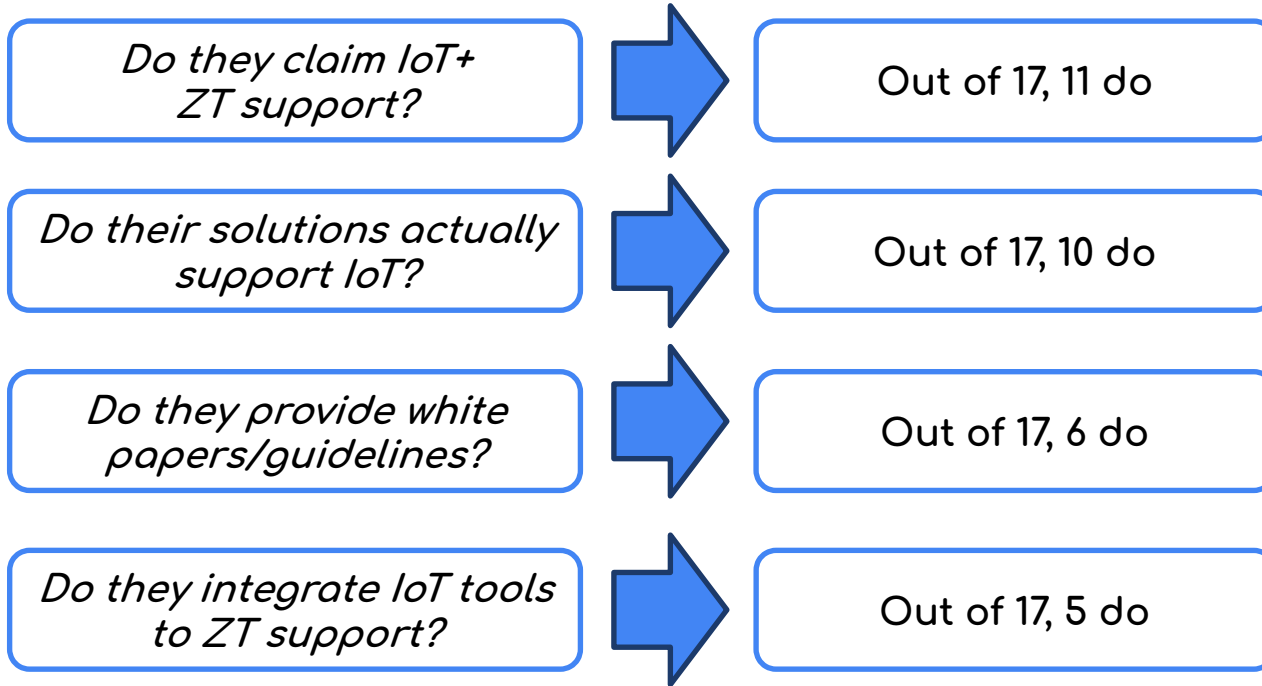 Do they claim IoT+
ZT support?
Out of 17, 11 do
Do their solutions actually
support IoT?
Out of 17, 10 do
Do they provide white
papers/guidelines?
Out of 17, 6 do
Do they integrate IoT tools
to ZT support?
Out of 17, 5 do